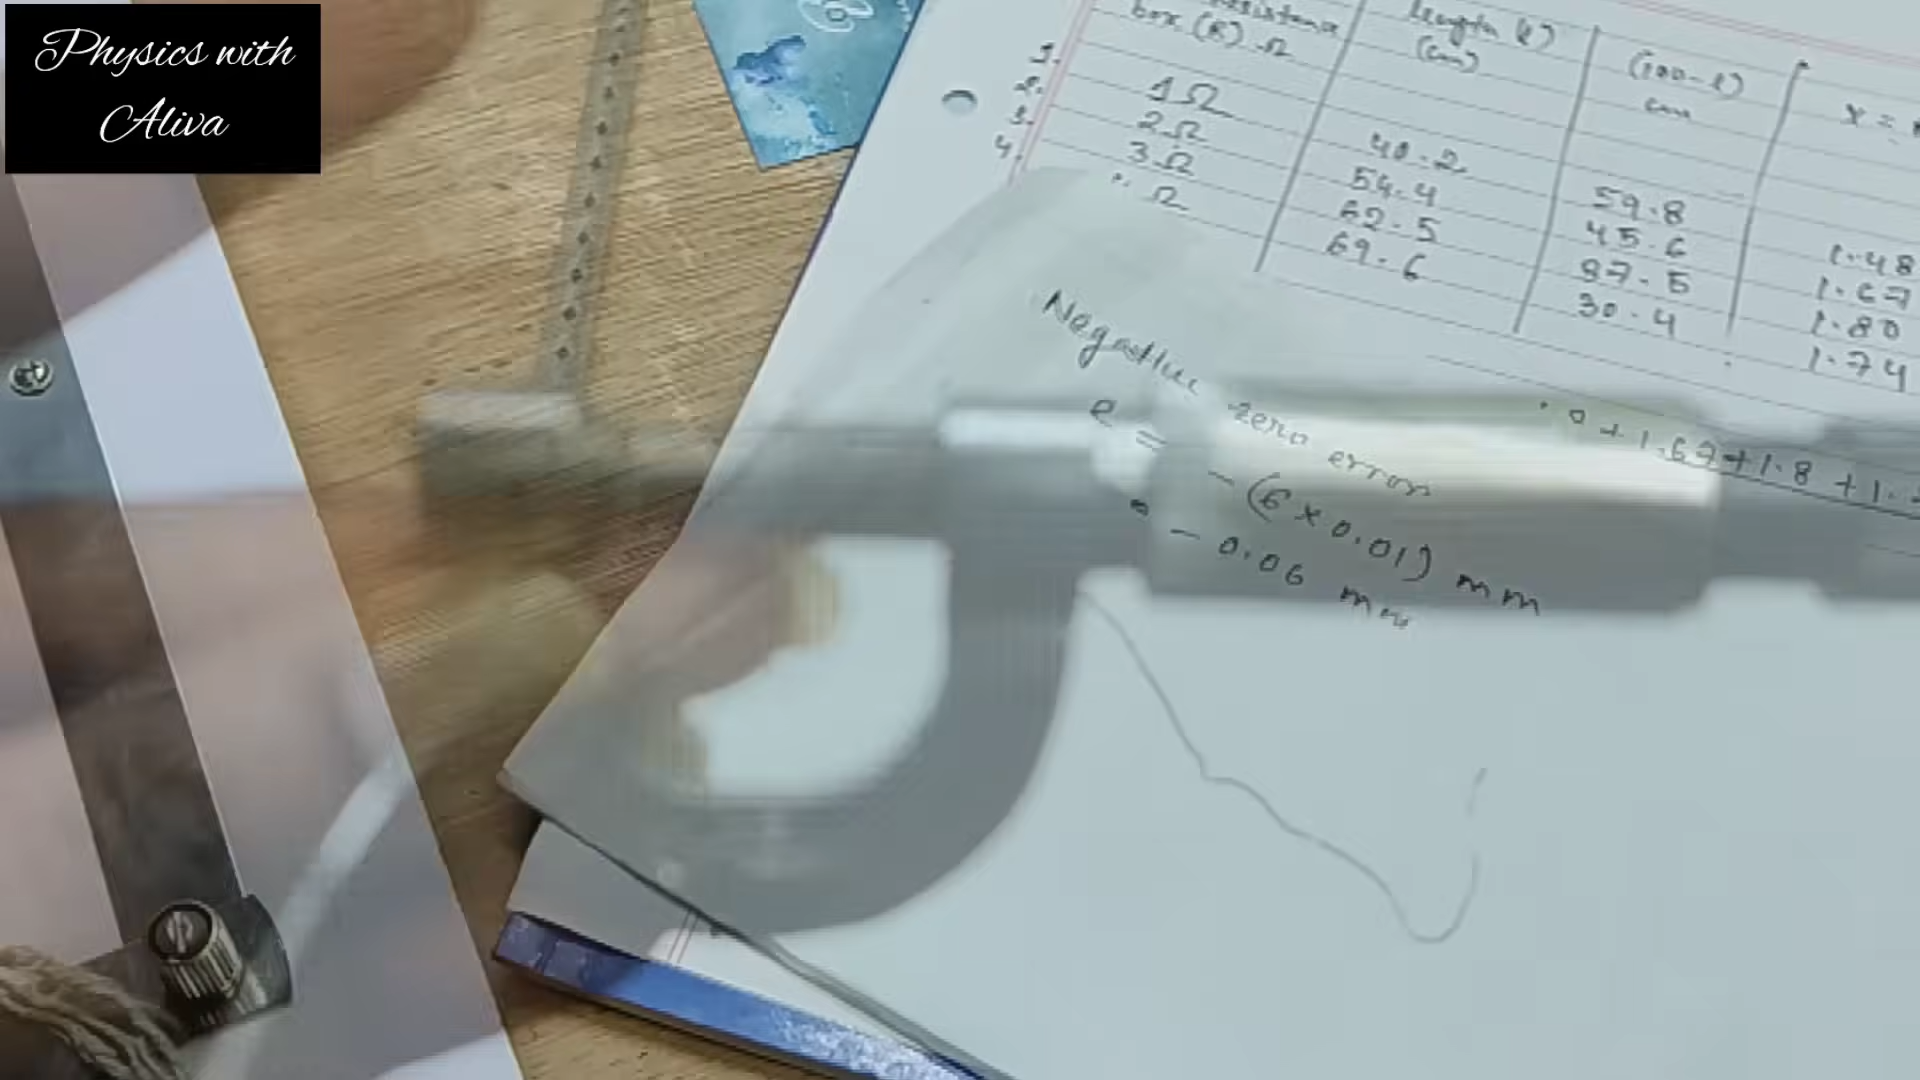 Physics with
Aliva
box (R) Ω
length (l)
(cm)
(100-l)
cm
x =
1.
2.
3.
4.
1Ω
2Ω
3Ω
Ω
40.2
54.4
62.5
69.6
59.8
45.6
37.5
30.4
1.48
1.67
1.80
1.74
Negative zero error
e = - (6 x 0.01) mm
- 0.06 mm
+ 1.67 + 1.8 + 1.